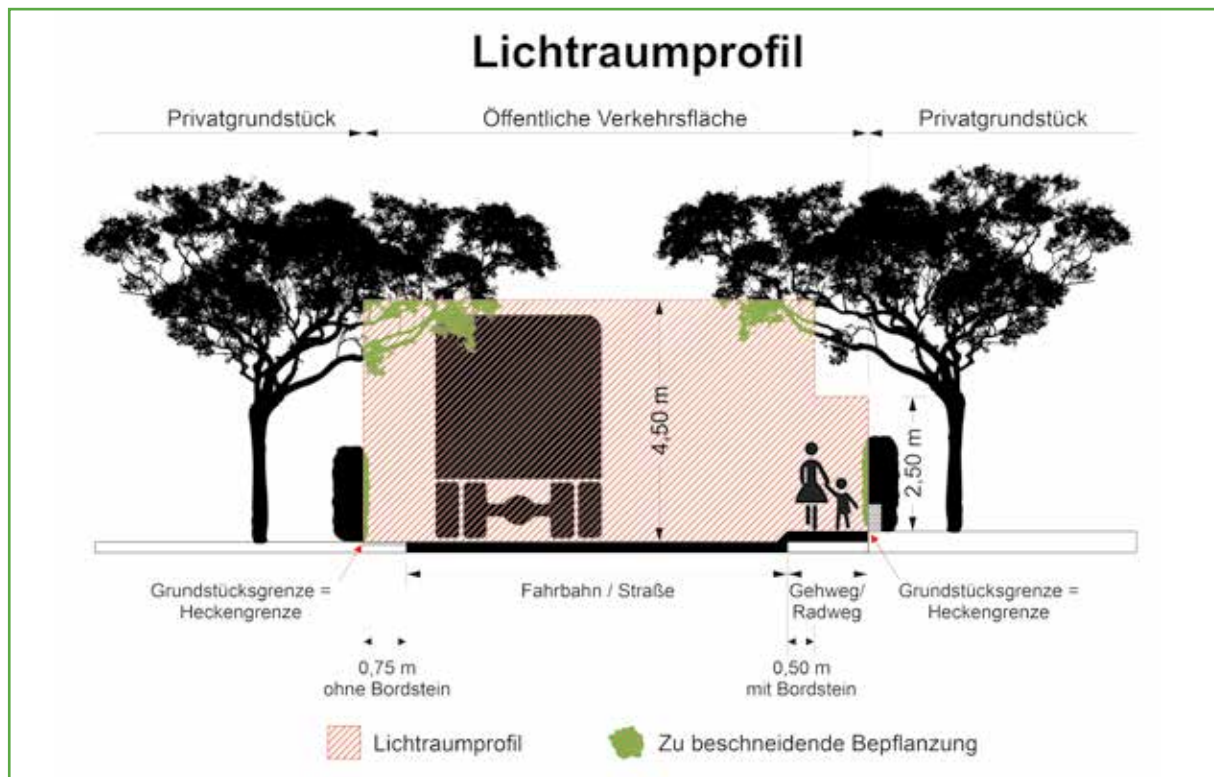 Lichtraumprofil
Privatgrundstück
Öffentliche Verkehrsfläche
Privatgrundstück
4,50 m
2,50 m
Grundstücksgrenze =
Heckengrenze
Fahrbahn / Straße
Gehweg/
Radweg
Grundstücksgrenze =
Heckengrenze
0,75 m
ohne Bordstein
0,50 m
mit Bordstein
Lichtraumprofil
Zu beschneidende Bepflanzung